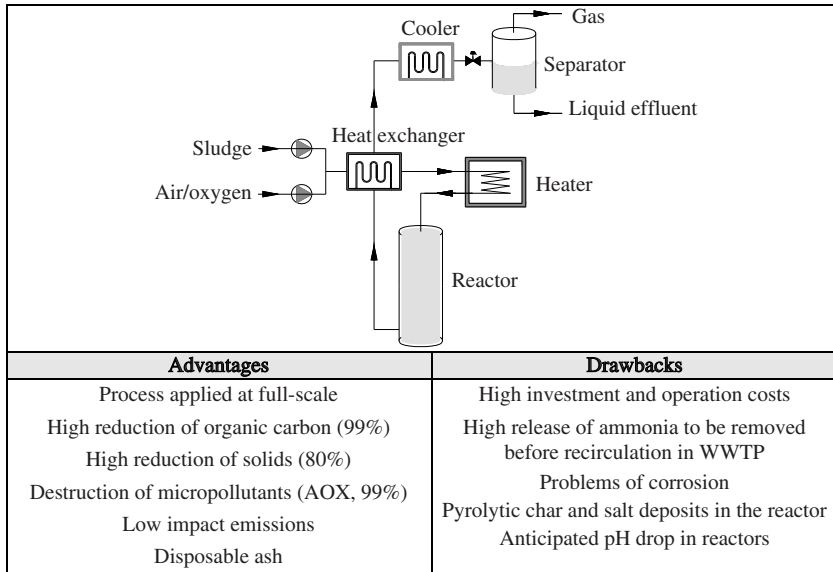 Gas
Cooler
Separator
Liquid effluent
Heat exchanger
Sludge
Air/oxygen
Heater
Reactor
Advantages
Process applied at full-scale
High reduction of organic carbon (99%)
High reduction of solids (80%)
Destruction of micropollutants (AOX, 99%)
Low impact emissions
Disposable ash
Drawbacks
High investment and operation costs
High release of ammonia to be removed
before recirculation in WWTP
Problems of corrosion
Pyrolytic char and salt deposits in the reactor
Anticipated pH drop in reactors